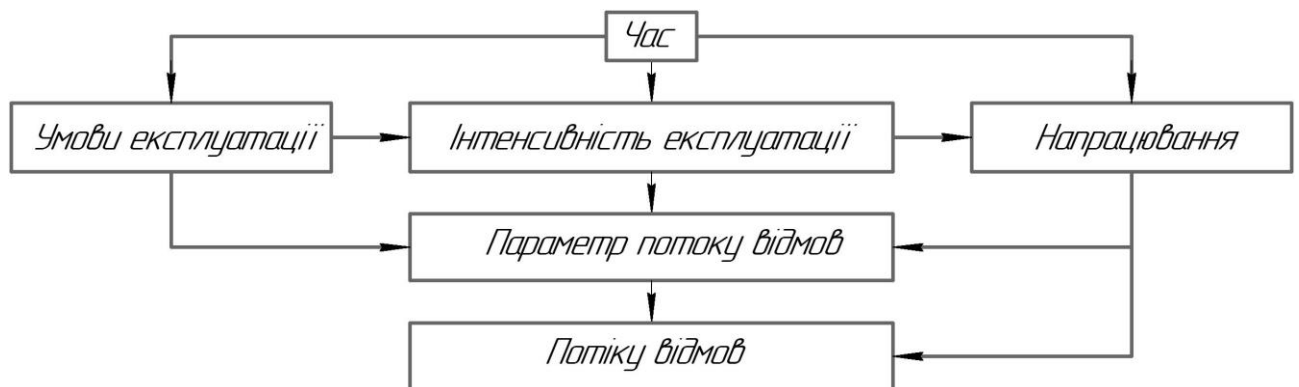 Час
Умови експлуатації
Інтенсивність експлуатації
Напрацювання
Параметр потоку відмов
Потіку відмов